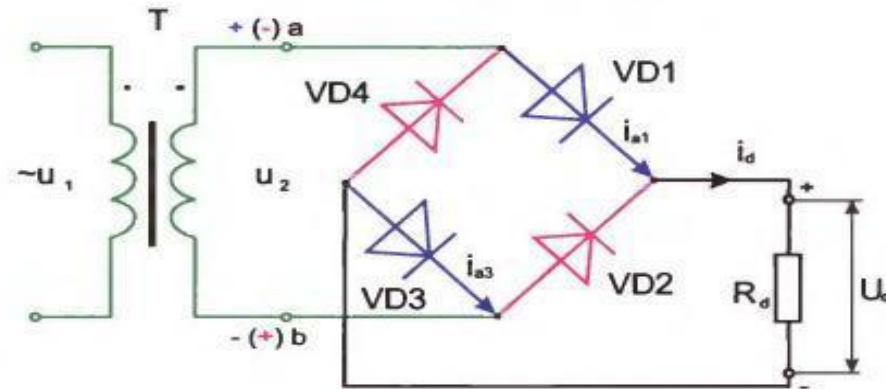 T
+ (-) a
VD4
VD1
i a1
~u 1
u 2
i d
+
i a3
VD3
VD2
R d
U d
- (+) b
-